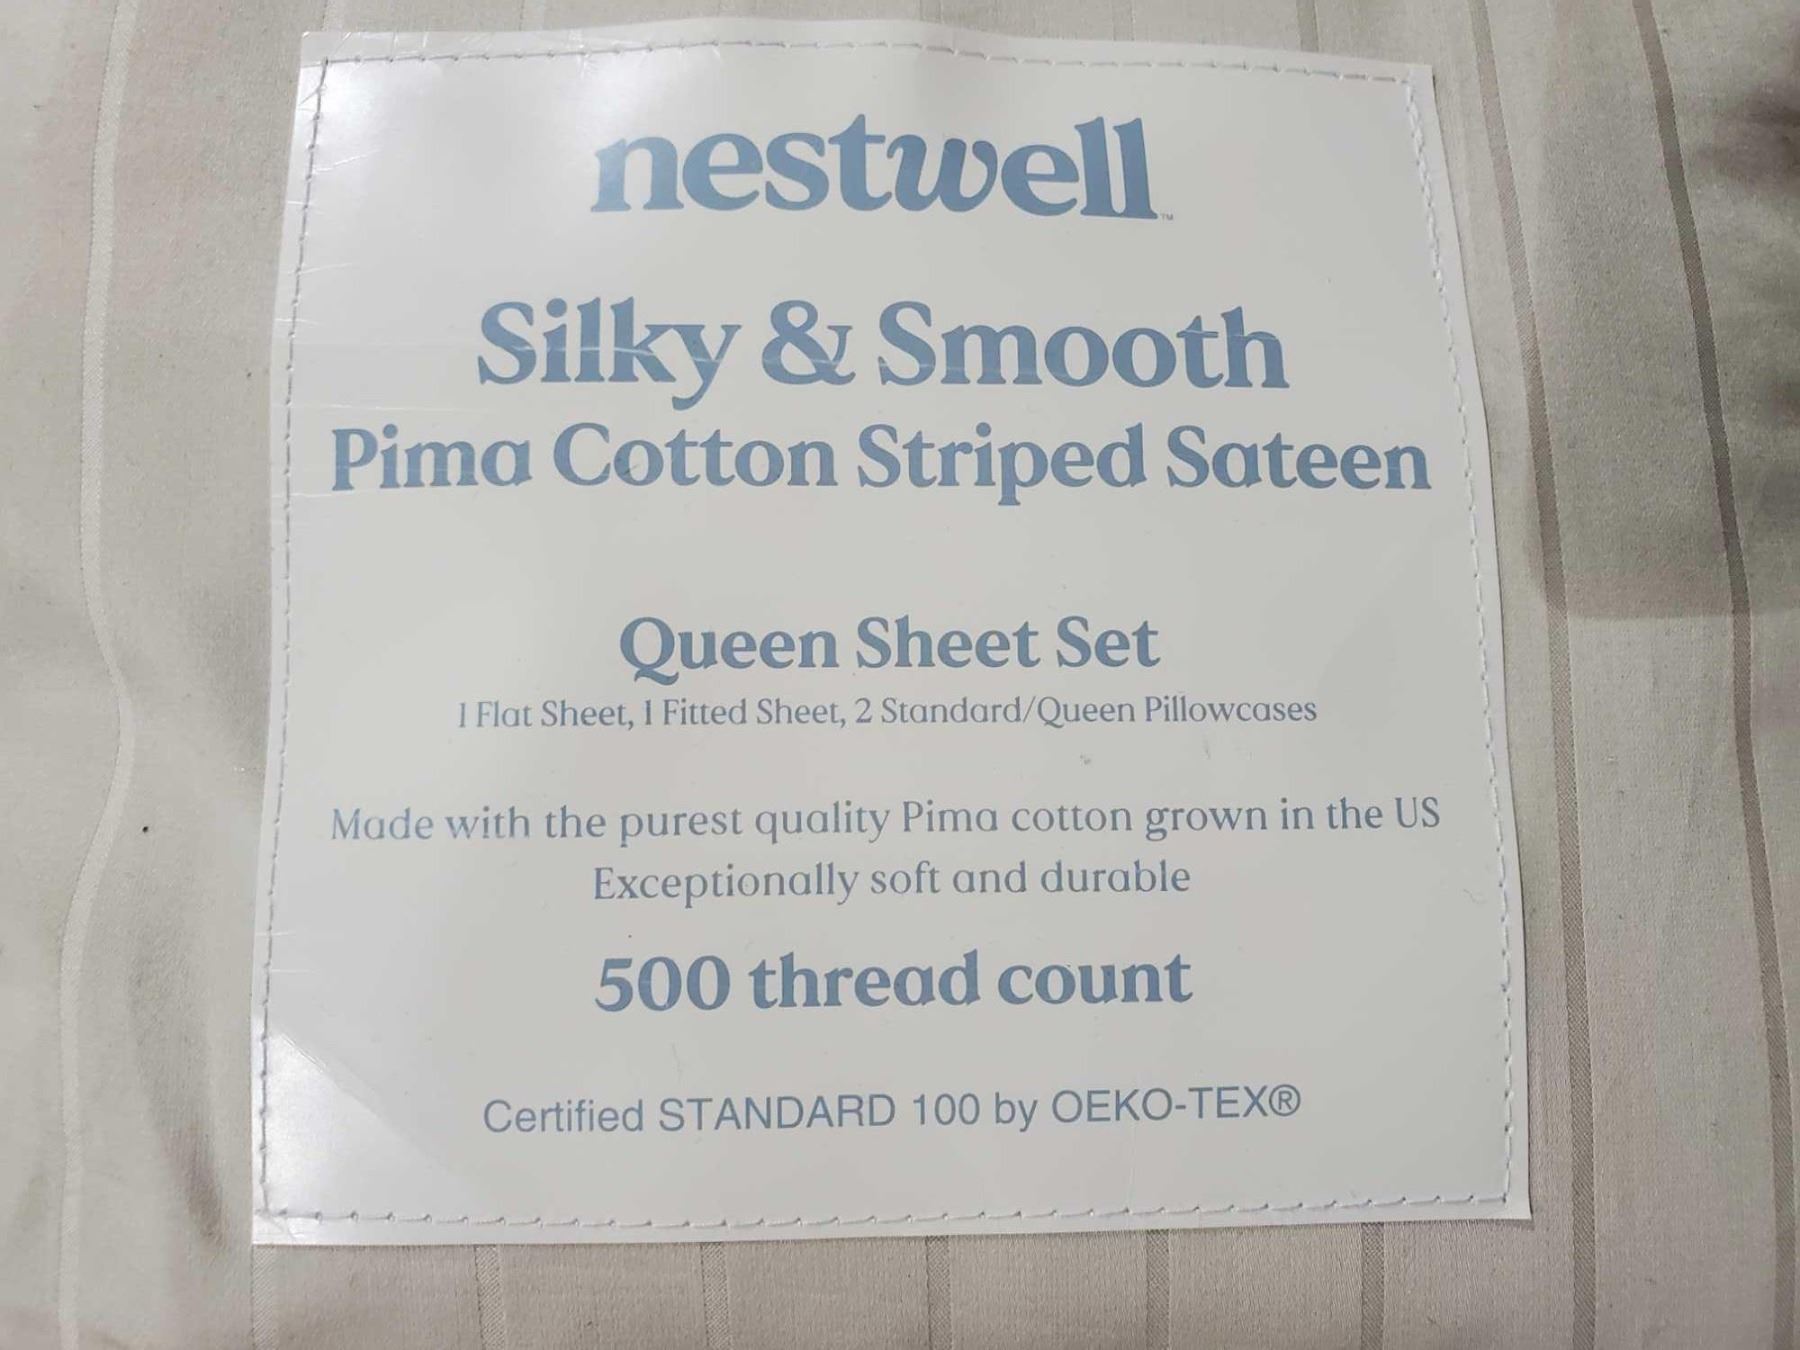 nestwell™
Silky & Smooth
Pima Cotton Striped Sateen
Queen Sheet Set
1 Flat Sheet, 1 Fitted Sheet, 2 Standard/Queen Pillowcases
Made with the purest quality Pima cotton grown in the US
Exceptionally soft and durable
500 thread count
Certified STANDARD 100 by OEKO-TEX®